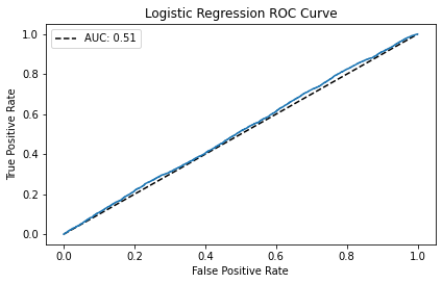 Logistic Regression ROC Curve
AUC: 0.51
True Positive Rate
1.0
0.8
0.6
0.4
0.2
0.0
0.0 0.2 0.4 0.6 0.8 1.0
False Positive Rate